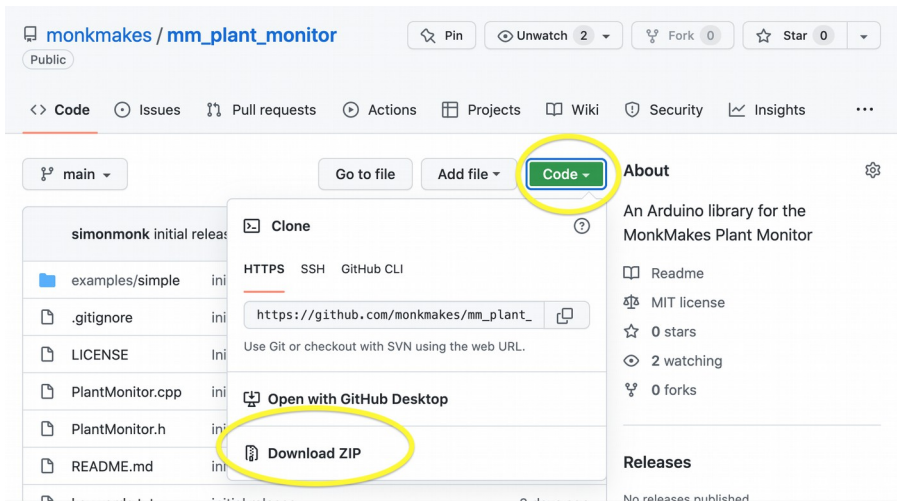 monkmakes / mm_plant_monitor
Public
Pin
Unwatch 2
Fork 0
Star 0
Code
Issues
Pull requests
Actions
Projects
Wiki
Security
Insights
main
Go to file
Add file
Code
simonmonk initial releas
examples/simple ini
.gitignore ini
LICENSE Ini
PlantMonitor.cpp ini
PlantMonitor.h ini
README.md ini
Clone
HTTPS SSH GitHub CLI
https://github.com/monkmakes/mm_plant_
Use Git or checkout with SVN using the web URL.
Open with GitHub Desktop
Download ZIP
About
An Arduino library for the
MonkMakes Plant Monitor
Readme
MIT license
0 stars
2 watching
0 forks
Releases
No releases published